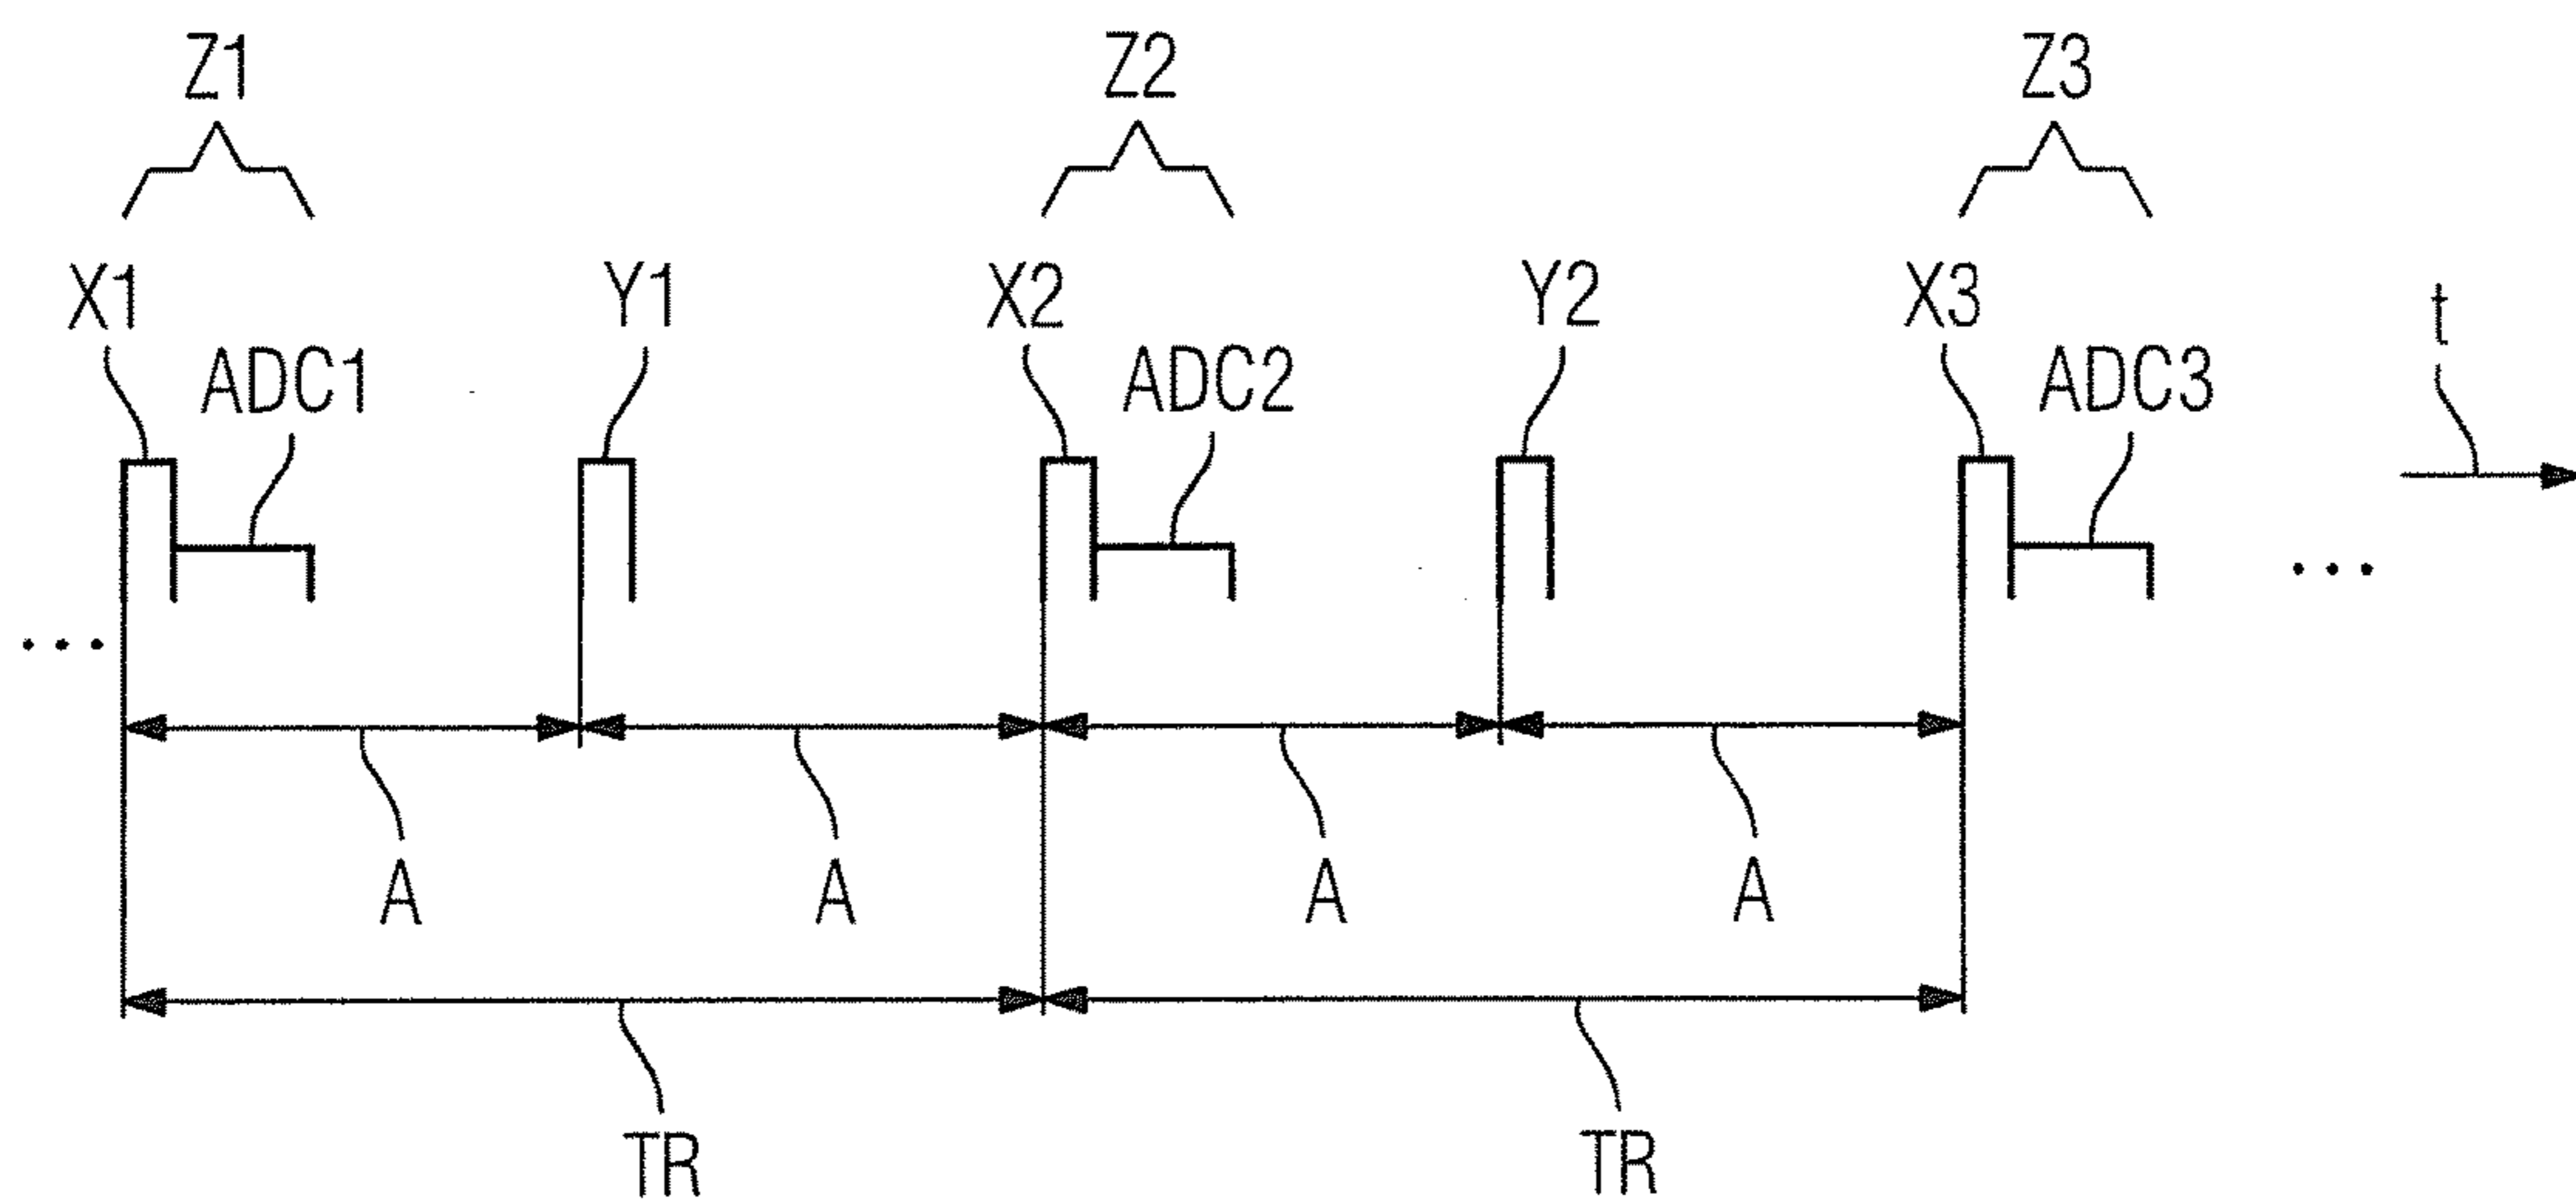 Z1 Z2 Z3
X1 Y1 X2 Y2 X3 t
ADC1 ADC2 ADC3
... ...
A A A A
TR TR